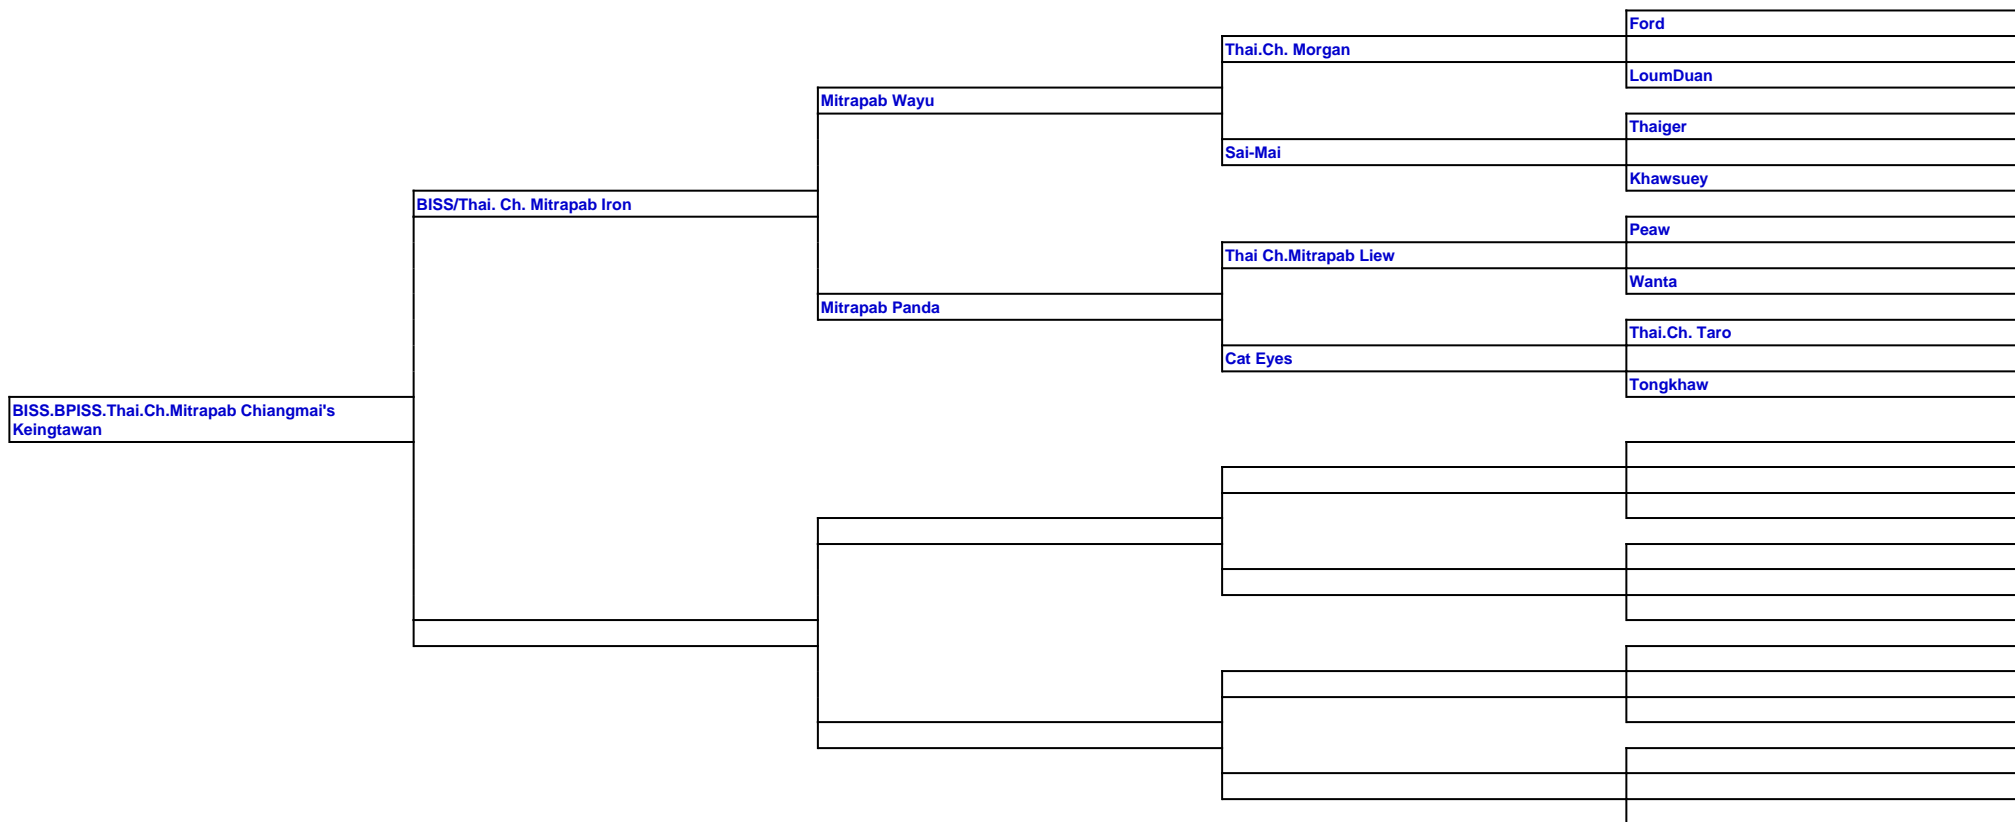 Ford
Thai.Ch. Morgan
LoumDuan
Mitrapab Wayu
Thaiger
Sai-Mai
Khawsuey
BISS/Thai. Ch. Mitrapab Iron
Peaw
Thai Ch.Mitrapab Liew
Wanta
Mitrapab Panda
Thai.Ch. Taro
Cat Eyes
Tongkhaw
BISS.BPISS.Thai.Ch.Mitrapab Chiangmai's
Keingtawan